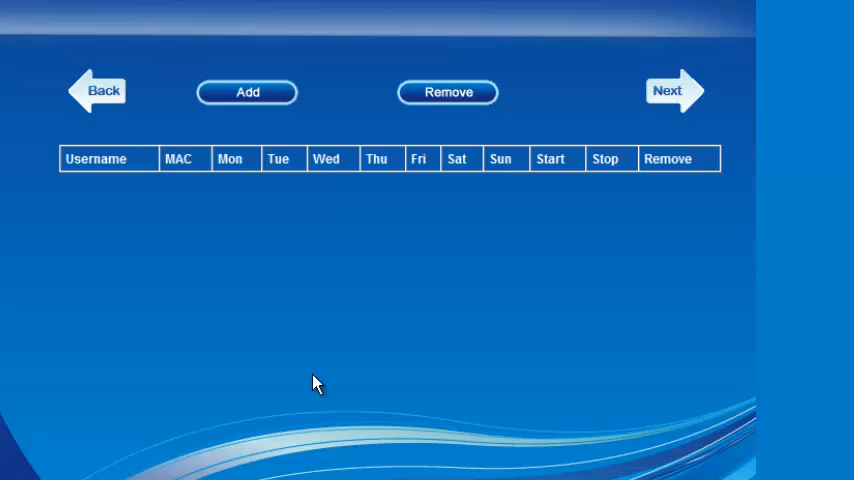 Back Add Remove Next
Username MAC Mon Tue Wed Thu Fri Sat Sun Start Stop Remove